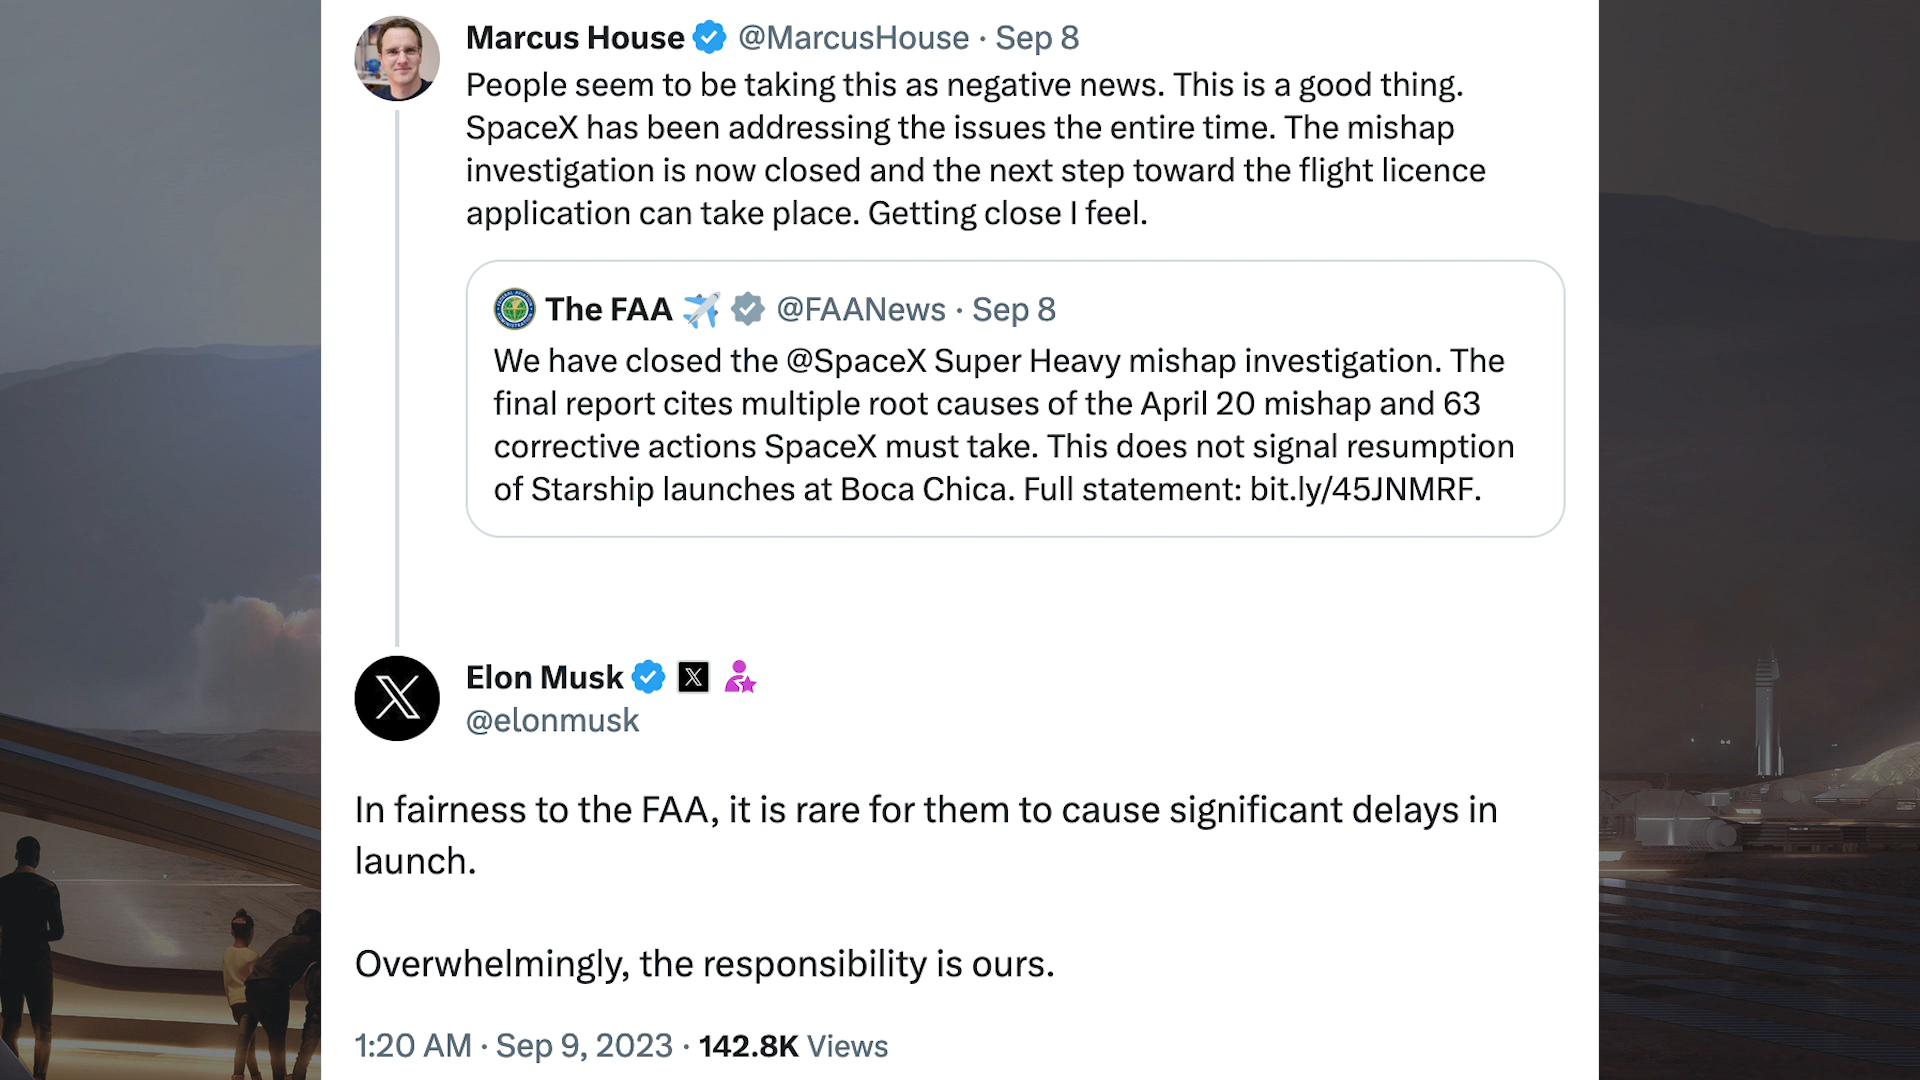 Marcus House @MarcusHouse · Sep 8
People seem to be taking this as negative news. This is a good thing.
SpaceX has been addressing the issues the entire time. The mishap
investigation is now closed and the next step toward the flight licence
application can take place. Getting close I feel.
The FAA ✈️ @FAANews · Sep 8
We have closed the @SpaceX Super Heavy mishap investigation. The
final report cites multiple root causes of the April 20 mishap and 63
corrective actions SpaceX must take. This does not signal resumption
of Starship launches at Boca Chica. Full statement: bit.ly/45JNMRF.
Elon Musk
@elonmusk
In fairness to the FAA, it is rare for them to cause significant delays in
launch.
Overwhelmingly, the responsibility is ours.
1:20 AM · Sep 9, 2023 · 142.8K Views